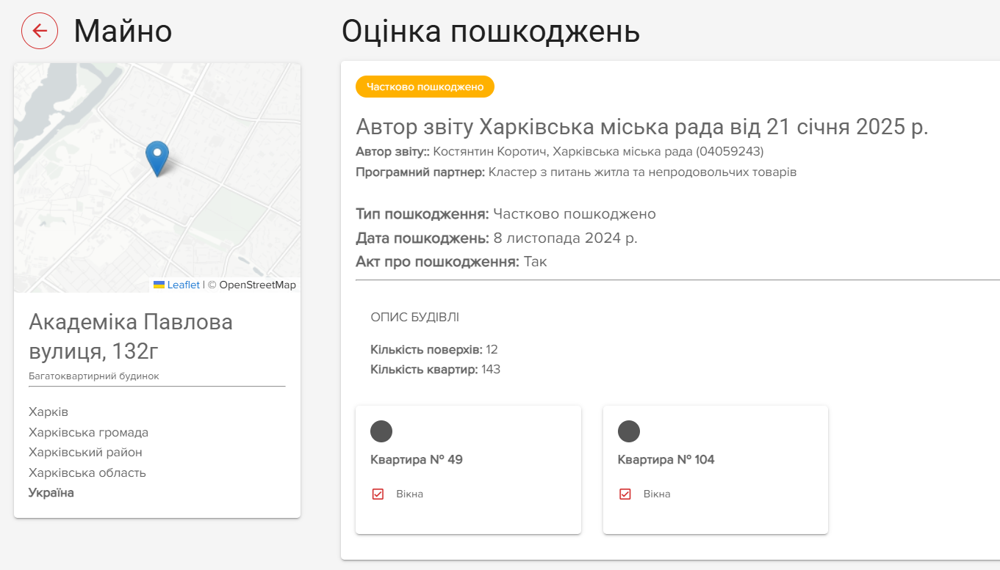 Майно
Оцінка пошкоджень
Leaflet | © OpenStreetMap
Академіка Павлова
вулиця, 132г
Багатоквартирний будинок
Харків
Харківська громада
Харківський район
Харківська область
Україна
Частково пошкоджено
Автор звіту Харківська міська рада від 21 січня 2025 р.
Автор звіту:: Костянтин Коротич, Харківська міська рада (04059243)
Програмний партнер: Кластер з питань житла та непродовольчих товарів
Тип пошкодження: Частково пошкоджено
Дата пошкоджень: 8 листопада 2024 р.
Акт про пошкодження: Так
ОПИС БУДІВЛІ
Кількість поверхів: 12
Кількість квартир: 143
Квартира № 49
Вікна
Квартира № 104
Вікна